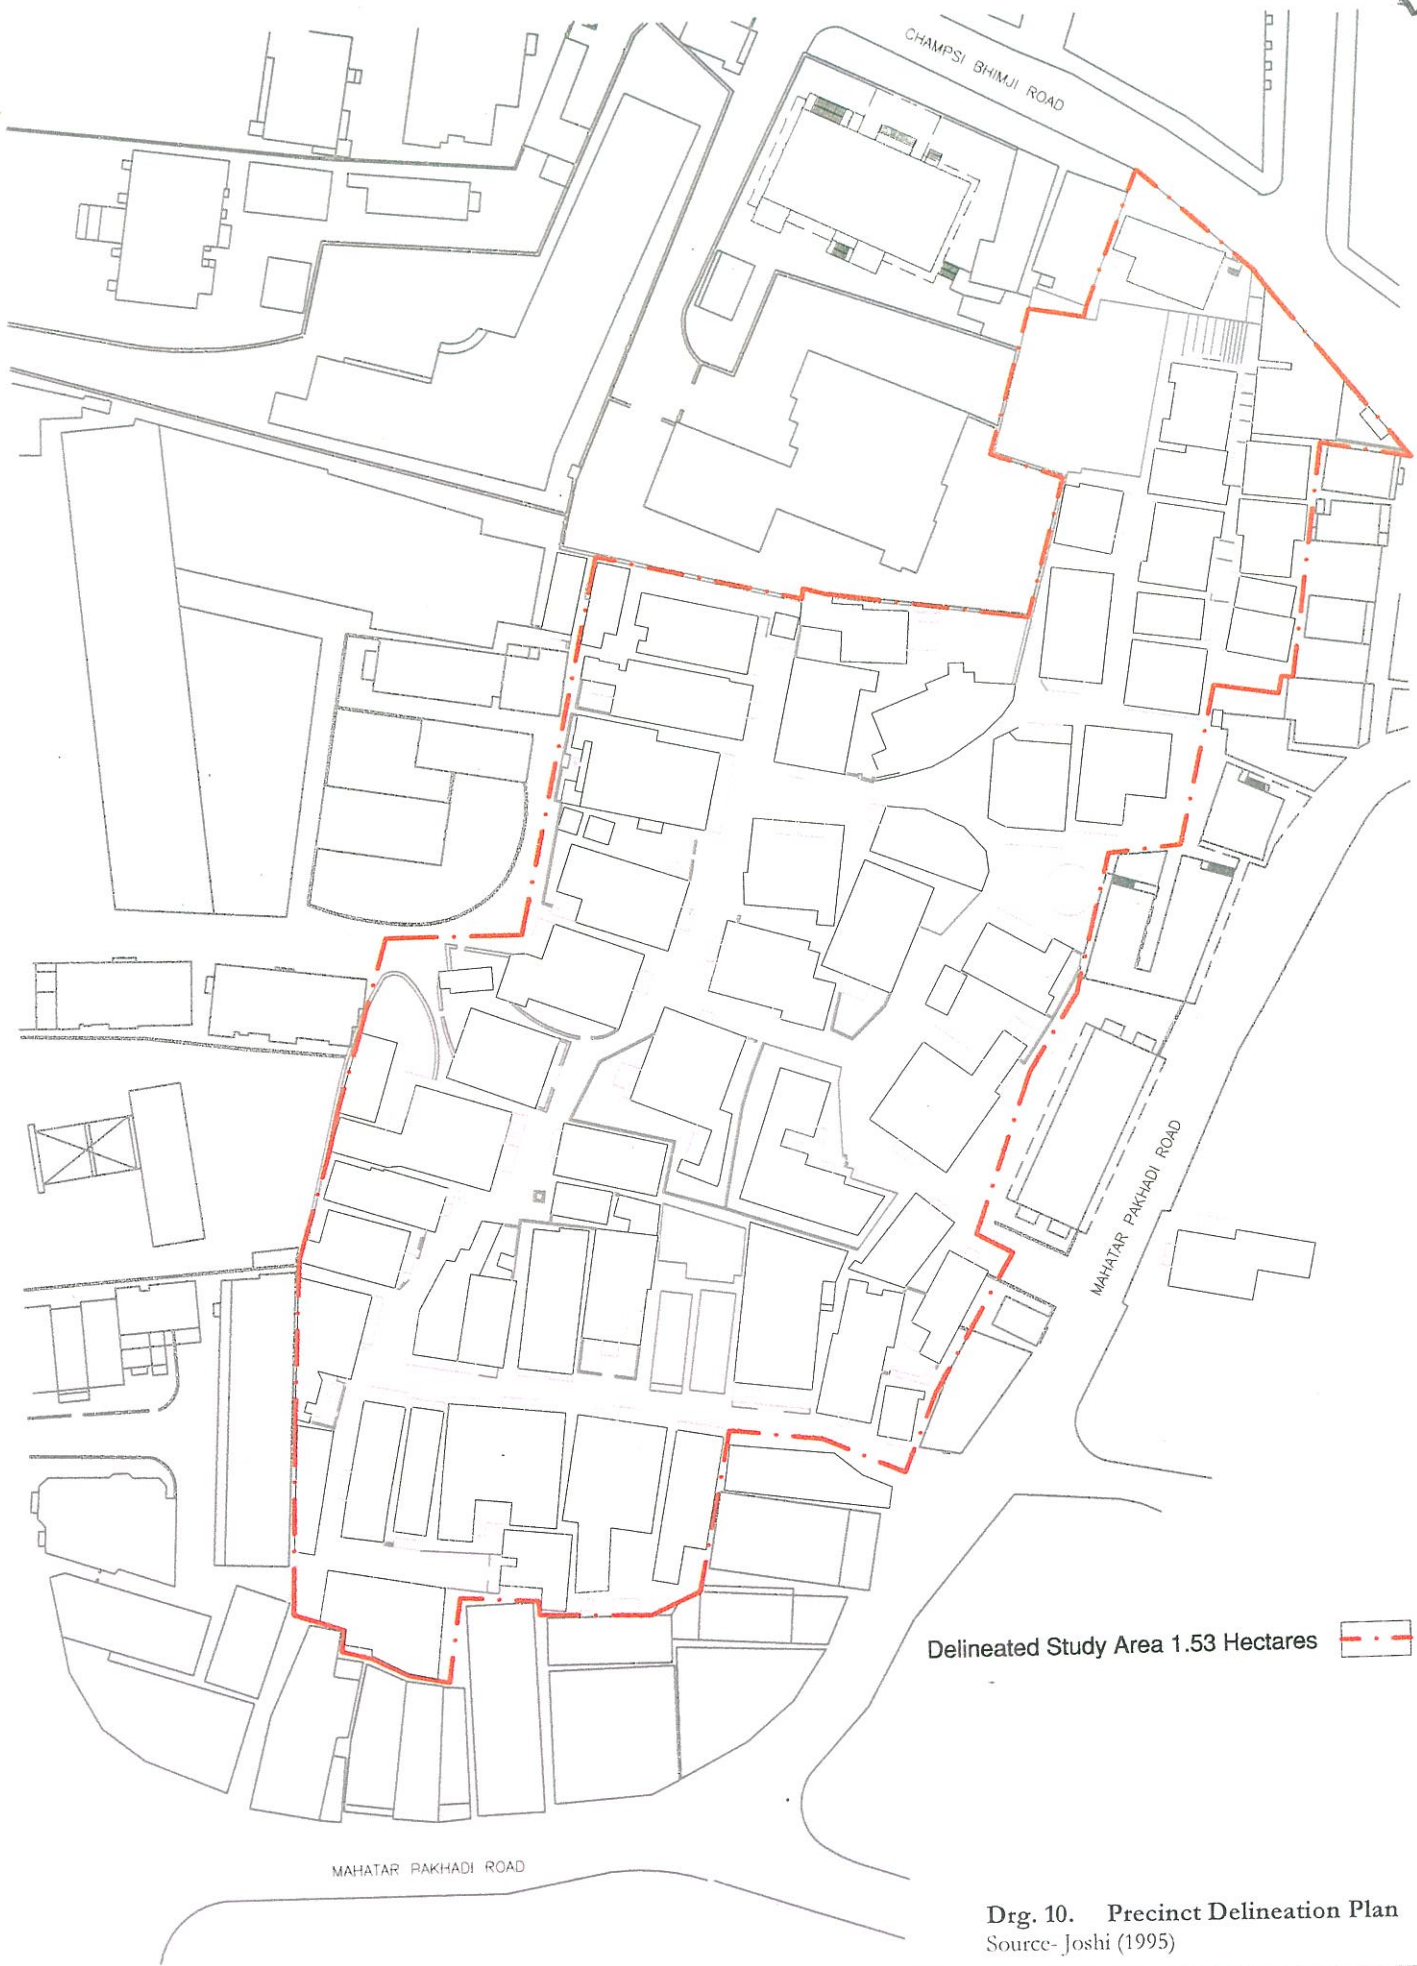 CHAMPSI BHIMJI ROAD
MAHATAR PAKHADI ROAD
Delineated Study Area 1.53 Hectares
MAHATAR PAKHADI ROAD
Drg. 10. Precinct Delineation Plan
Source- Joshi (1995)